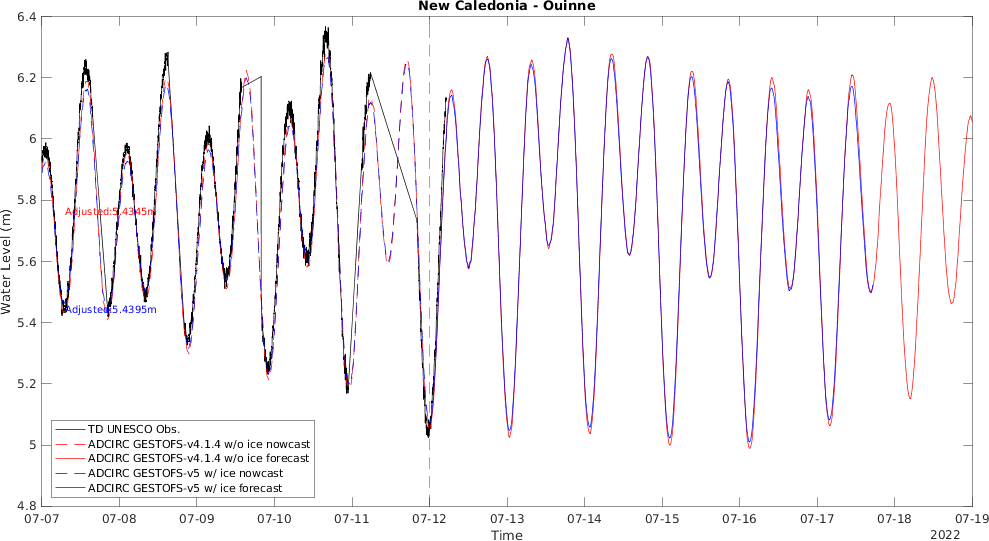 New Caledonia - Ouinne
6.4
6.2
6
5.8
5.6
5.4
5.2
5
4.8
Water Level (m)
Adjusted:5.4345m
Adjusted:5.4395m
TD UNESCO Obs.
ADCIRC GESTOFS-v4.1.4 w/o ice nowcast
ADCIRC GESTOFS-v4.1.4 w/o ice forecast
ADCIRC GESTOFS-v5 w/ ice nowcast
ADCIRC GESTOFS-v5 w/ ice forecast
07-07 07-08 07-09 07-10 07-11 07-12 07-13 07-14 07-15 07-16 07-17 07-18 07-19
Time
2022